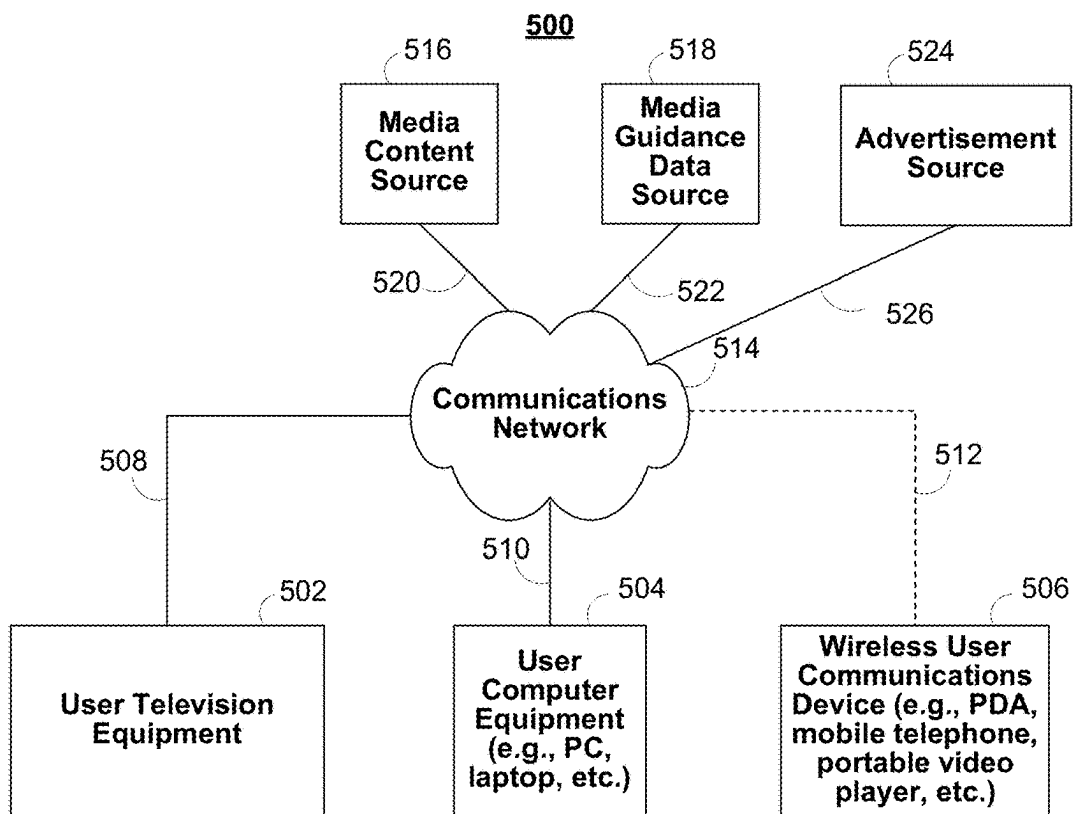 500
516
518
524
Media
Content
Source
Media
Guidance
Data
Source
Advertisement
Source
520
522
526
514
Communications
Network
508
512
510
502
504
506
User Television
Equipment
User
Computer
Equipment
(e.g., PC,
laptop, etc.)
Wireless User
Communications
Device (e.g., PDA,
mobile telephone,
portable video
player, etc.)